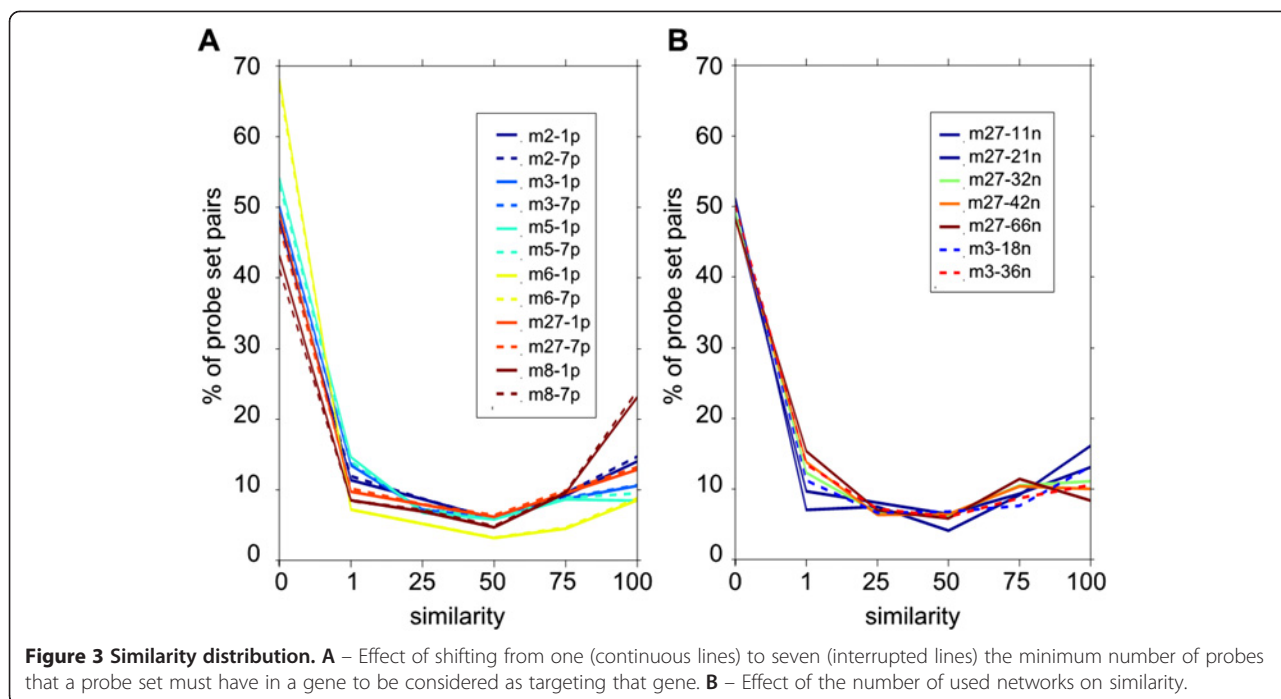 A
B
70
60
50
40
30
20
10
0
% of probe set pairs
m2-1p
m2-7p
m3-1p
m3-7p
m5-1p
m5-7p
m6-1p
m6-7p
m27-1p
m27-7p
m8-1p
m8-7p
0 1 25 50 75 100
similarity
70
60
50
40
30
20
10
0
% of probe set pairs
m27-11n
m27-21n
m27-32n
m27-42n
m27-66n
m3-18n
m3-36n
0 1 25 50 75 100
similarity
Figure 3 Similarity distribution. A – Effect of shifting from one (continuous lines) to seven (interrupted lines) the minimum number of probes
that a probe set must have in a gene to be considered as targeting that gene. B – Effect of the number of used networks on similarity.